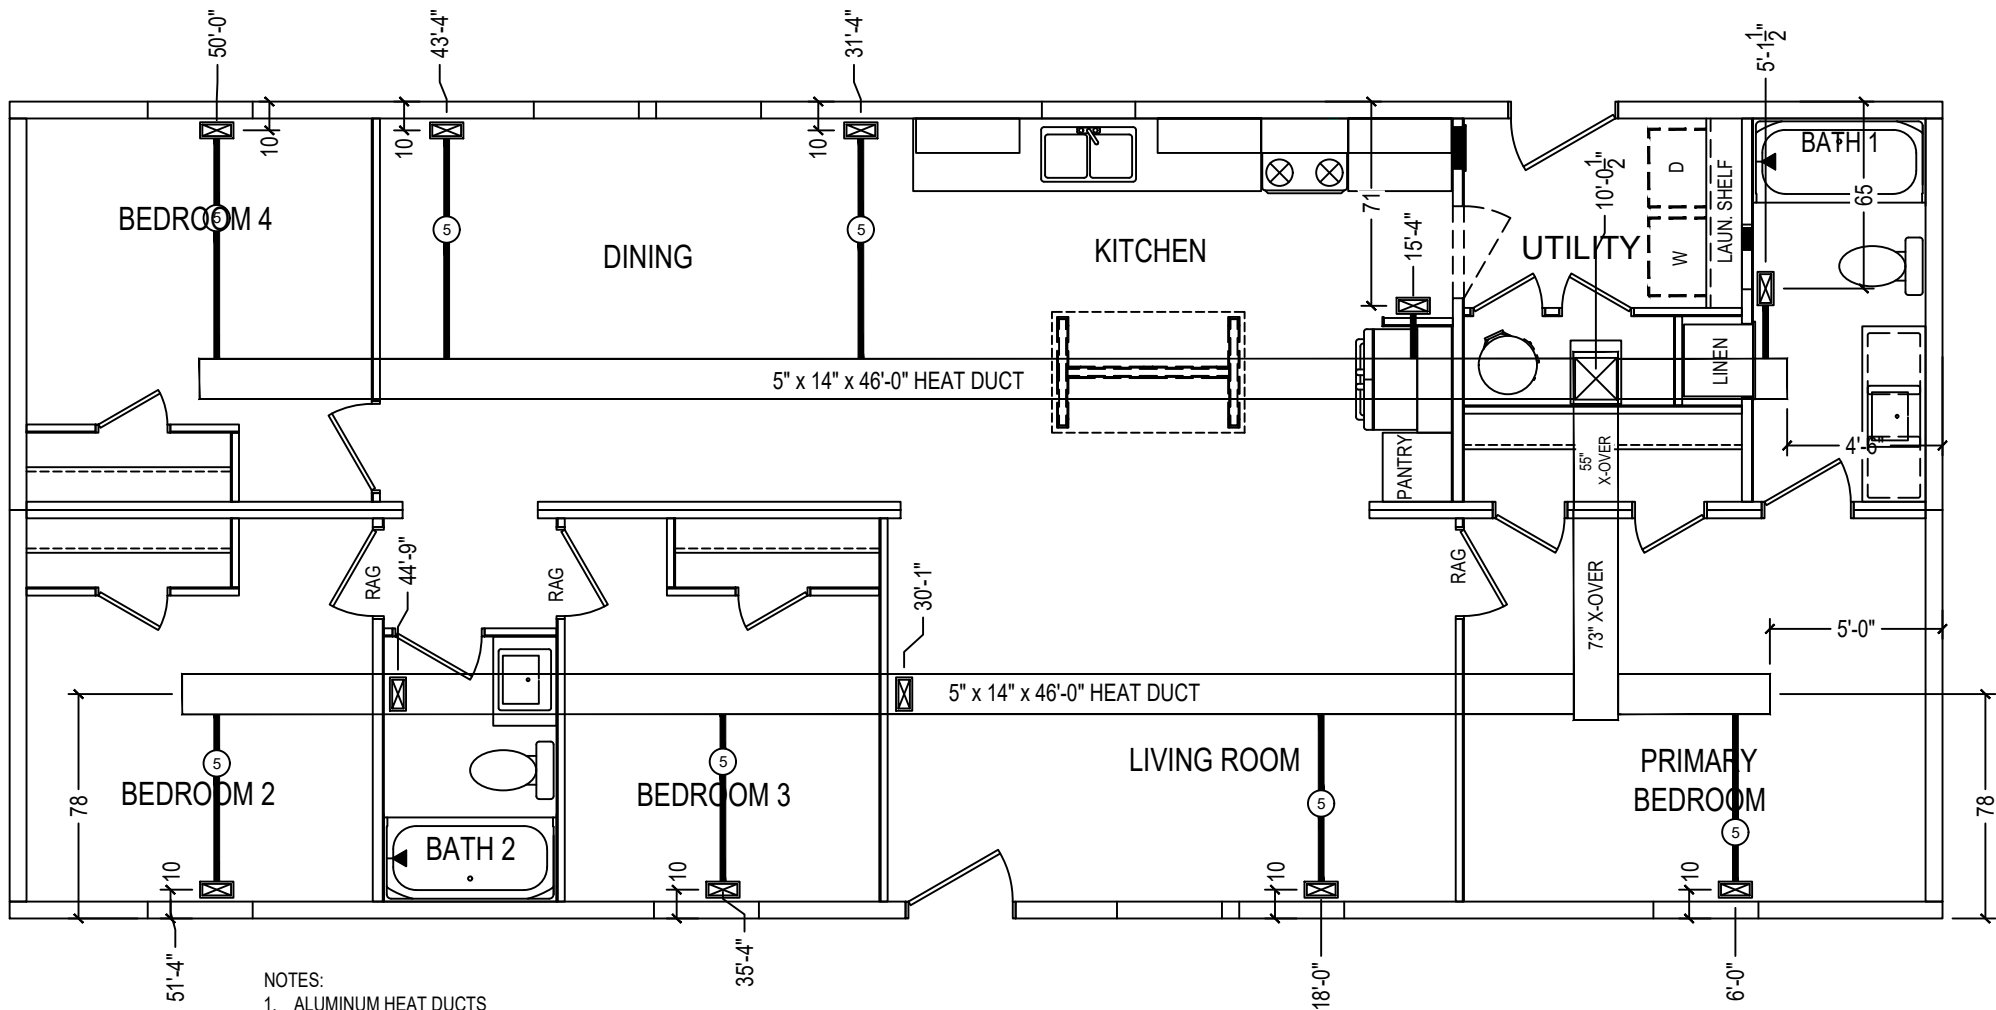 50'-0"
43'-4"
31'-4"
5'-1 1/2"
10
10
10
BATH 1
D
LAUN. SHELF
10'-0 1/2"
65
71
BEDROOM 4
5
5
5
DINING
KITCHEN
15'-4"
UTILITY
W
5" x 14" x 46'-0" HEAT DUCT
LINEN
PANTRY
55"
X-OVER
4'-6"
RAG
44'-9"
RAG
30'-1"
RAG
73" X-OVER
5'-0"
5" x 14" x 46'-0" HEAT DUCT
78
5
BEDROOM 2
5
BEDROOM 3
LIVING ROOM
5
PRIMARY
BEDROOM
5
78
BATH 2
10
10
10
10
51'-4"
35'-4"
18'-0"
6'-0"
NOTES:
1. ALUMINUM HEAT DUCTS